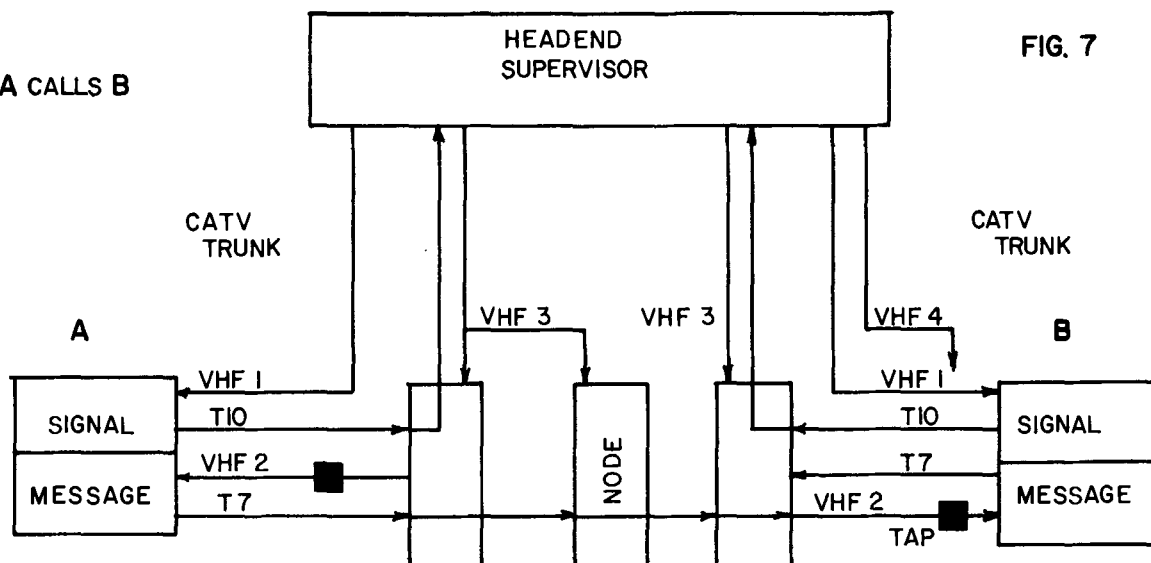 HEADEND
SUPERVISOR
FIG. 7
A CALLS B
CATV
TRUNK
CATV
TRUNK
VHF 3
VHF 3
VHF 4
A
B
VHF 1
VHF 1
SIGNAL
T10
T10
SIGNAL
VHF 2
T7
MESSAGE
NODE
MESSAGE
T7
VHF 2
TAP